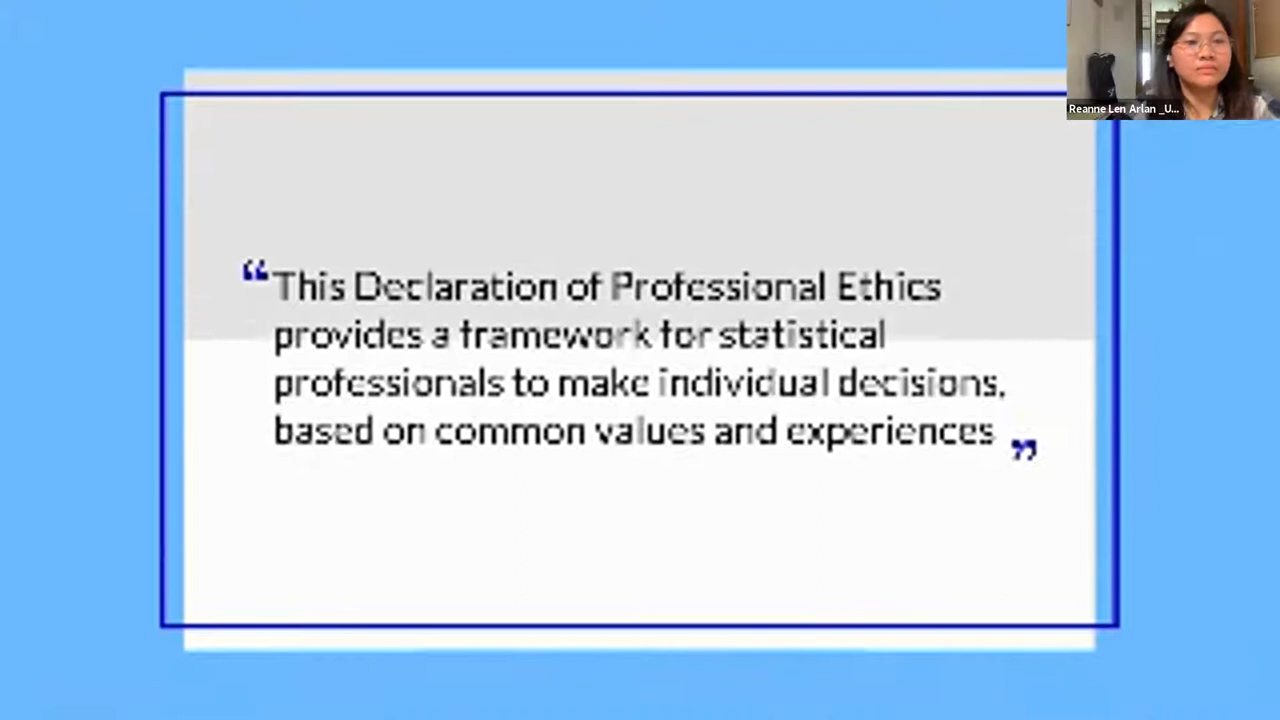 Reanne Len Arlan _U...
“This Declaration of Professional Ethics
provides a framework for statistical
professionals to make individual decisions,
based on common values and experiences”